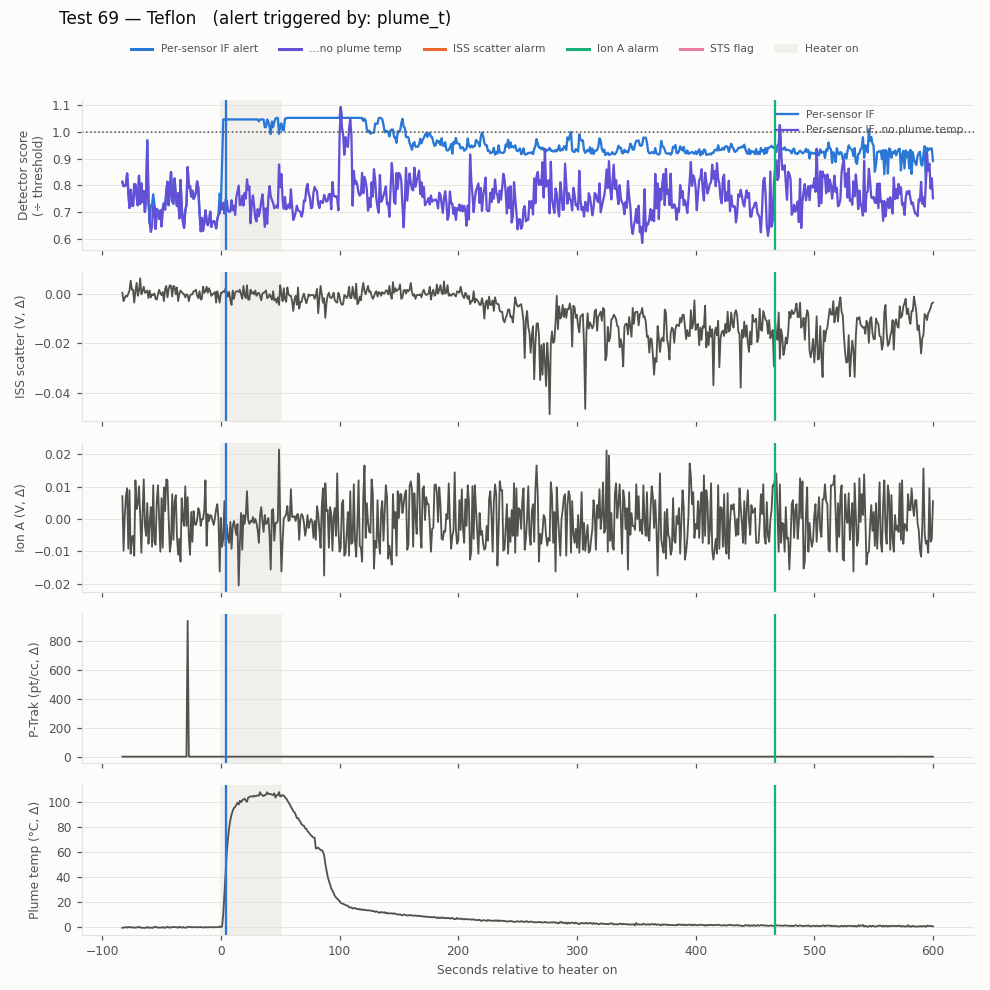 Test 69 — Teflon   (alert triggered by: plume_t)
Per-sensor IF alert   ...no plume temp   ISS scatter alarm   Ion A alarm   STS flag   Heater on
Detector score
(÷ threshold)
1.1
1.0
0.9
0.8
0.7
0.6
Per-sensor IF
Per-sensor IF, no plume temp
ISS scatter (V, Δ)
0.00
−0.02
−0.04
Ion A (V, Δ)
0.02
0.01
0.00
−0.01
−0.02
P-Trak (pt/cc, Δ)
800
600
400
200
0
Plume temp (°C, Δ)
100
80
60
40
20
0
−100   0   100   200   300   400   500   600
Seconds relative to heater on